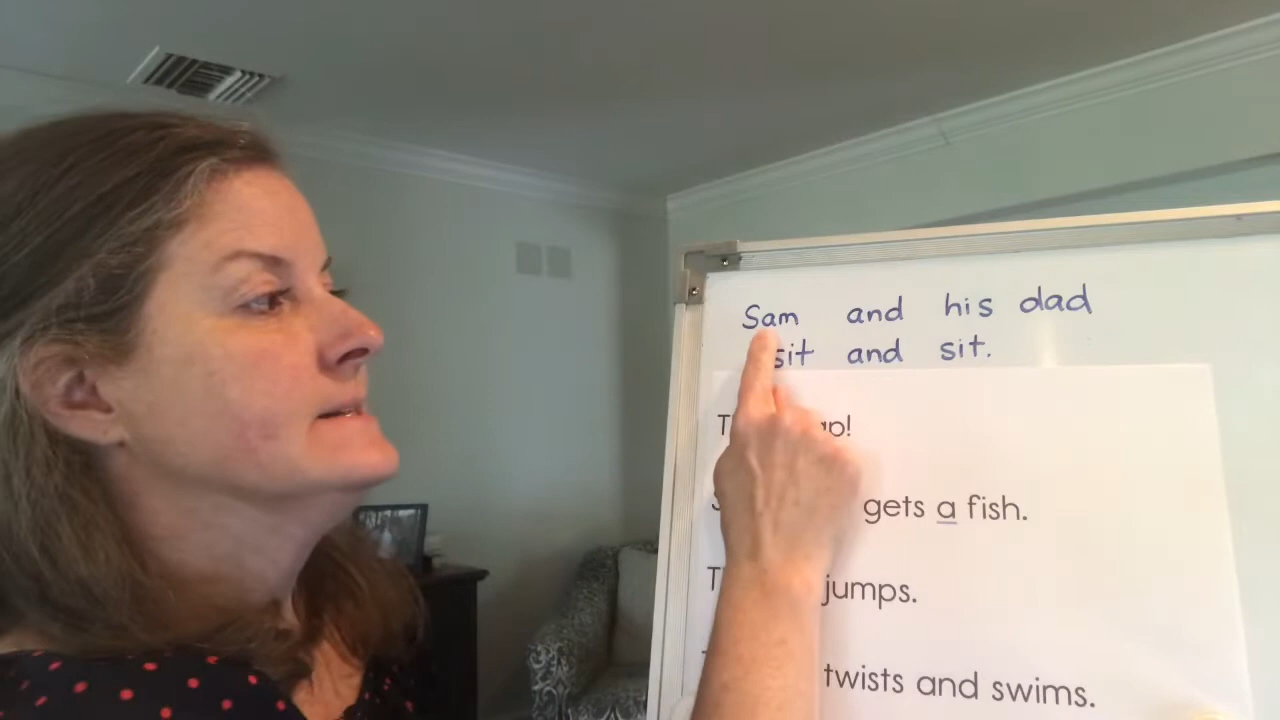 Sam and his dad
sit and sit.
gets a fish.
jumps.
twists and swims.